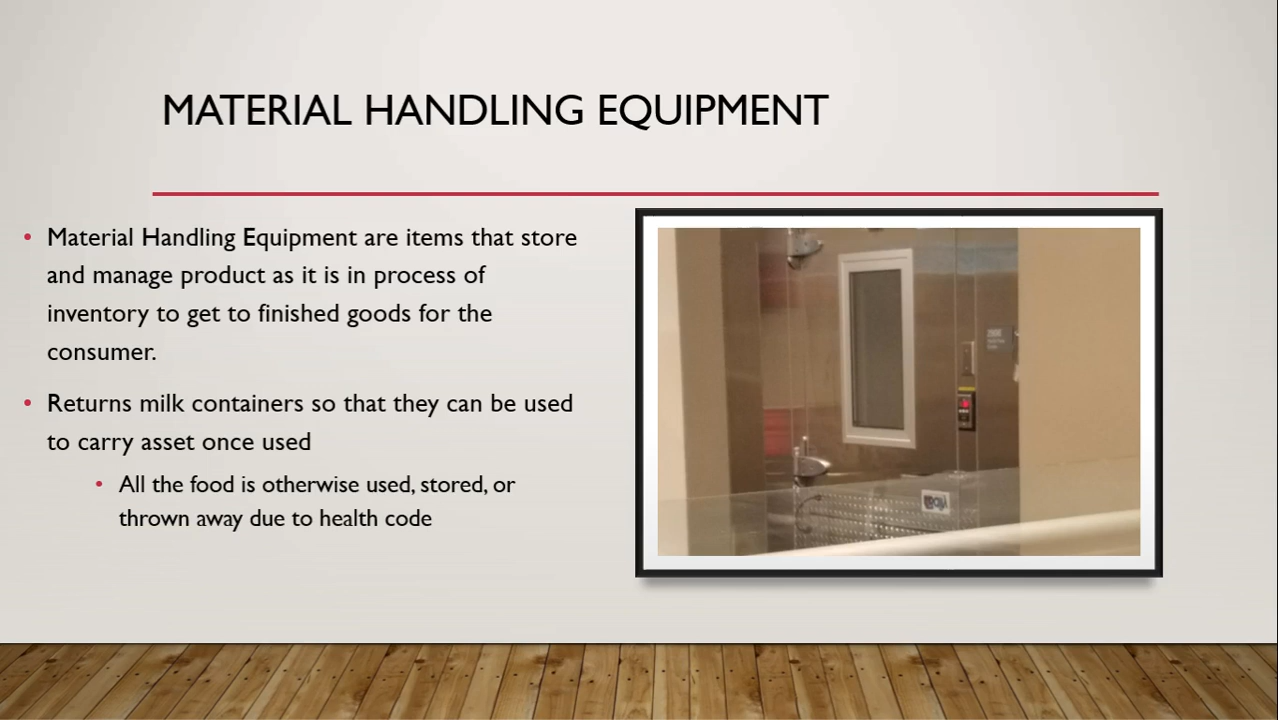 MATERIAL HANDLING EQUIPMENT
Material Handling Equipment are items that store
and manage product as it is in process of
inventory to get to finished goods for the
consumer.
Returns milk containers so that they can be used
to carry asset once used
All the food is otherwise used, stored, or
thrown away due to health code